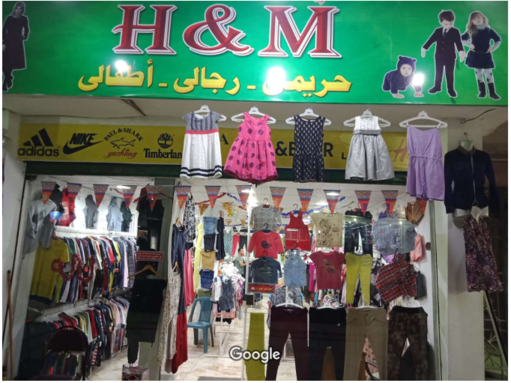 H&M
حريمى - رجالى - أطفالى
adidas
NIKE
PAUL & SHARK
yachting
Timberland
Google